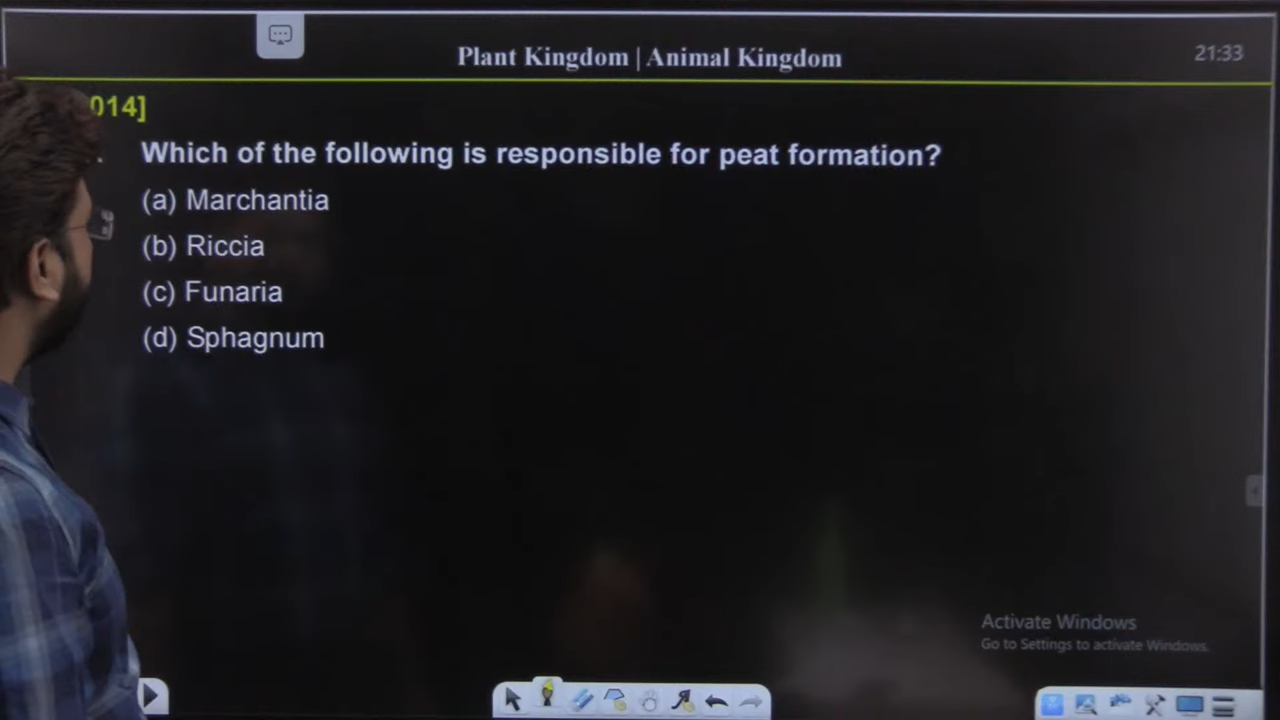 Plant Kingdom | Animal Kingdom
21:33
014]
Which of the following is responsible for peat formation?
(a) Marchantia
(b) Riccia
(c) Funaria
(d) Sphagnum
Activate Windows
Go to Settings to activate Windows.